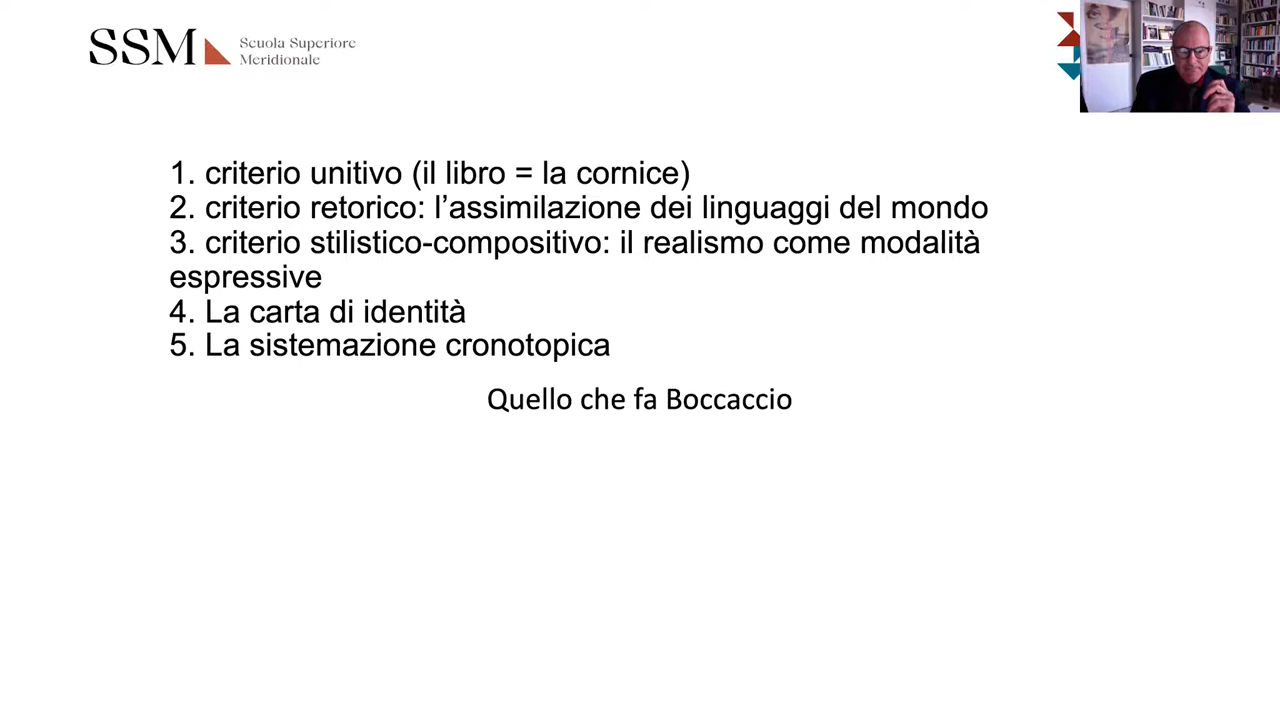 SSM Scuola Superiore
Meridionale
1. criterio unitivo (il libro = la cornice)
2. criterio retorico: l’assimilazione dei linguaggi del mondo
3. criterio stilistico-compositivo: il realismo come modalità
espressive
4. La carta di identità
5. La sistemazione cronotopica
Quello che fa Boccaccio